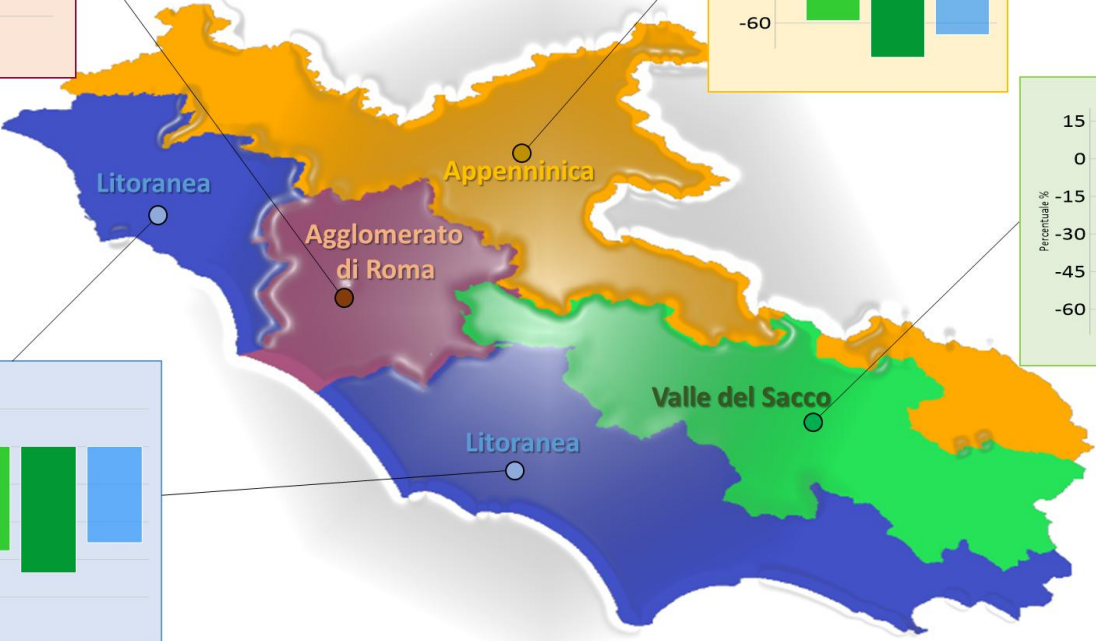 -60
15
0
-15
-30
-45
-60
Percentuale %
Appenninica
Litoranea
Agglomerato
di Roma
Valle del Sacco
Litoranea